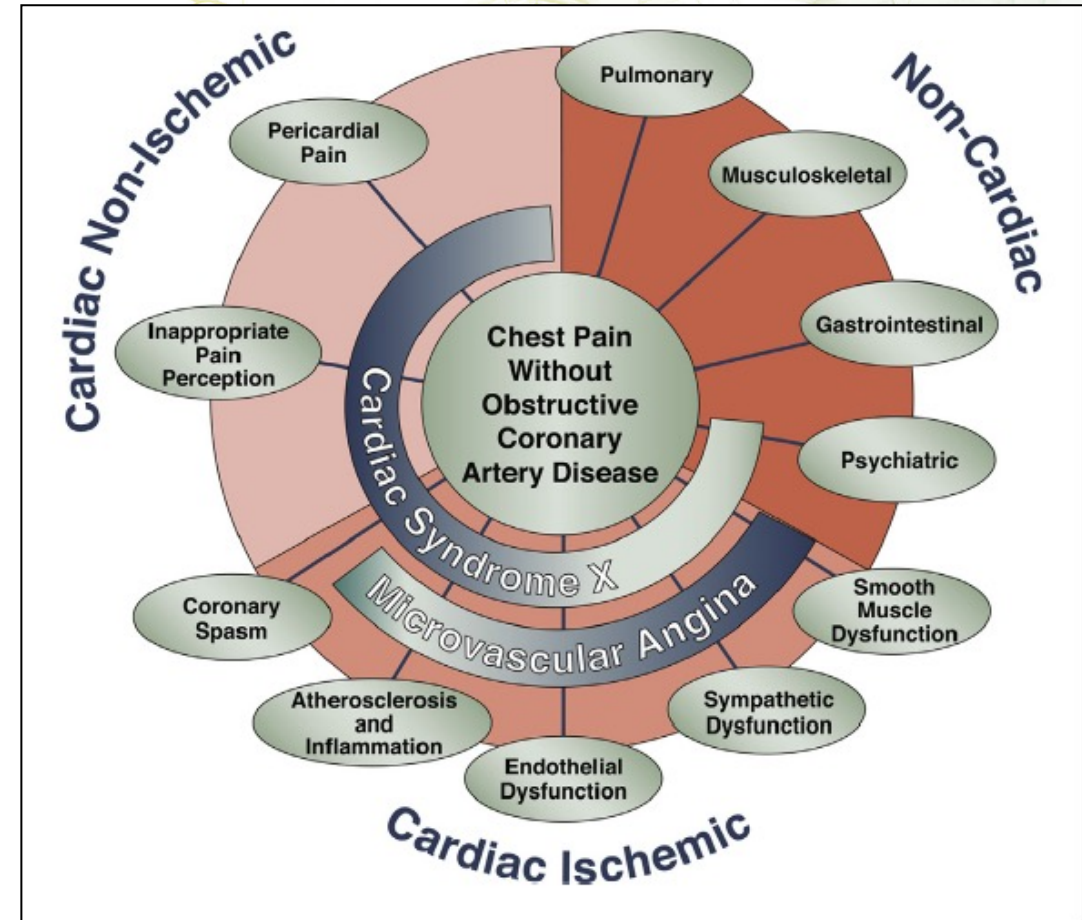 Cardiac Non-Ischemic
Non-Cardiac
Pulmonary
Pericardial
Pain
Musculoskeletal
Inappropriate
Pain
Perception
Gastrointestinal
Chest Pain
Without
Obstructive
Coronary
Artery Disease
Cardiac Syndrome X
Psychiatric
Microvascular Angina
Coronary
Spasm
Smooth
Muscle
Dysfunction
Atherosclerosis
and
Inflammation
Sympathetic
Dysfunction
Endothelial
Dysfunction
Cardiac Ischemic